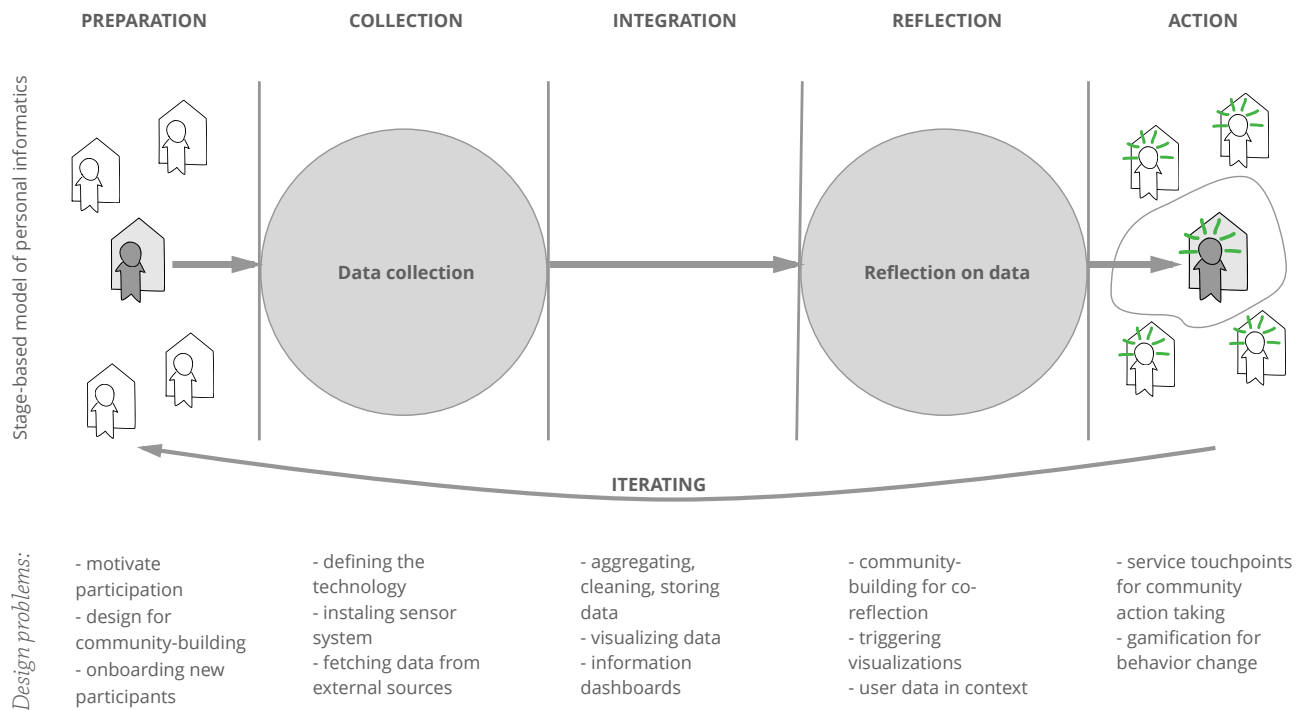 PREPARATION
COLLECTION
INTEGRATION
REFLECTION
ACTION
Stage-based model of personal informatics
Data collection
Reflection on data
ITERATING
Design problems:
- motivate
participation
- design for
community-building
- onboarding new
participants
- defining the
technology
- instaling sensor
system
- fetching data from
external sources
- aggregating,
cleaning, storing
data
- visualizing data
- information
dashboards
- community-
building for co-
reflection
- triggering
visualizations
- user data in context
- service touchpoints
for community
action taking
- gamification for
behavior change